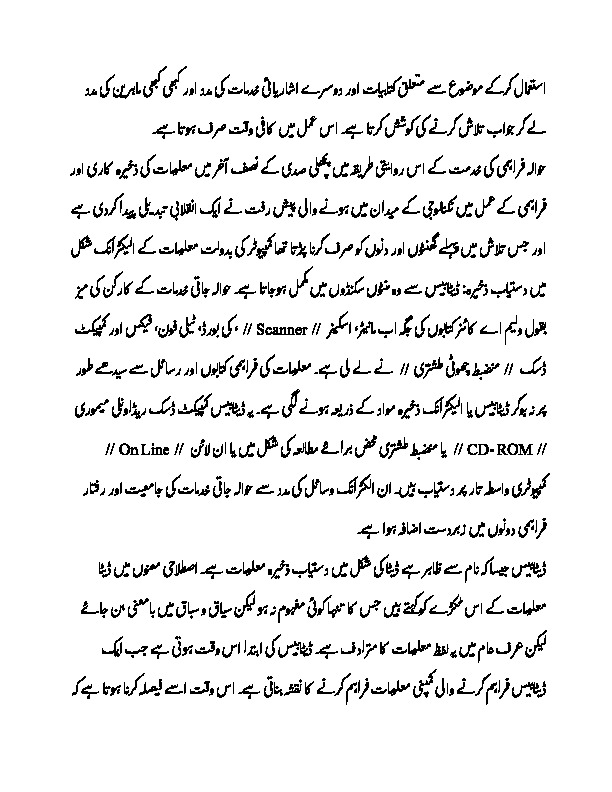 استعمال کرکے موضوع سے متعلق کتابیات اور دوسرے اشاریائی خدمات کی مدد اور کبھی کبھی ماہرین کی مدد
لے کر جواب تلاش کرنے کی کوشش کرتا ہے۔ اس عمل میں کافی وقت صرف ہوتا ہے۔
حوالہ فراہمی کی خدمت کے اس روایتی طریقہ میں پچھلی صدی کے نصف آخر میں معلومات کی ذخیرہ کاری اور
فراہمی کے عمل میں تکنالوجی کے میدان میں ہونے والی پیش رفت نے ایک انقلابی تبدیلی پیدا کردی ہے
اور جس تلاش میں پہلے گھنٹوں اور دنوں کو صرف کرنا پڑتا تھا کمپیوٹر کی بدولت معلومات کے الیکٹرانک شکل
میں دستیاب ذخیرہ: ڈیٹابیس سے وہ منٹوں سکنڈوں میں مکمل ہوجاتا ہے۔ حوالہ جاتی خدمات کے کارکن کی میز
بقول ولیم اے کاٹز کتابوں کی جگہ اب مانیٹر، اسکینر // Scanner // ، کی بورڈ، ٹیلی فون، فیکس اور کمپیکٹ
ڈسک // منضبط چھوٹی طشتری // نے لے لی ہے۔ معلومات کی فراہمی کتابوں اور رسائل سے سیدھے طور
پر نہ ہوکر ڈیٹابیس یا الیکٹرانک ذخیرہ مواد کے ذریعہ ہونے لگی ہے۔ یہ ڈیٹابیس کمپیکٹ ڈسک ریڈاونلی میموری
// CD-ROM // یا منضبط طشتری محض برائے مطالعہ کی شکل میں یا ان لائن // On Line //
کمپیوٹری واسطہ تار پر دستیاب ہیں۔ ان الکٹرانک وسائل کی مدد سے حوالہ جاتی خدمات کی جامعیت اور رفتار
فراہمی دونوں میں زبردست اضافہ ہوا ہے۔
ڈیٹابیس جیسا کہ نام سے ظاہر ہے ڈیٹا کی شکل میں دستیاب ذخیرہ معلومات ہے۔ اصطلاحی معنوں میں ڈیٹا
معلومات کے اس ٹکڑے کو کہتے ہیں جس کا تنہا کوئی مفہوم نہ ہو لیکن سیاق و سباق میں بامعنی بن جائے
لیکن عرف عام میں یہ لفظ معلومات کا مترادف ہے۔ ڈیٹابیس کی ابتدا اس وقت ہوتی ہے جب ایک
ڈیٹابیس فراہم کرنے والی کمپنی معلومات فراہم کرنے کا نقشہ بناتی ہے۔ اس وقت اسے فیصلہ کرنا ہوتا ہے کہ